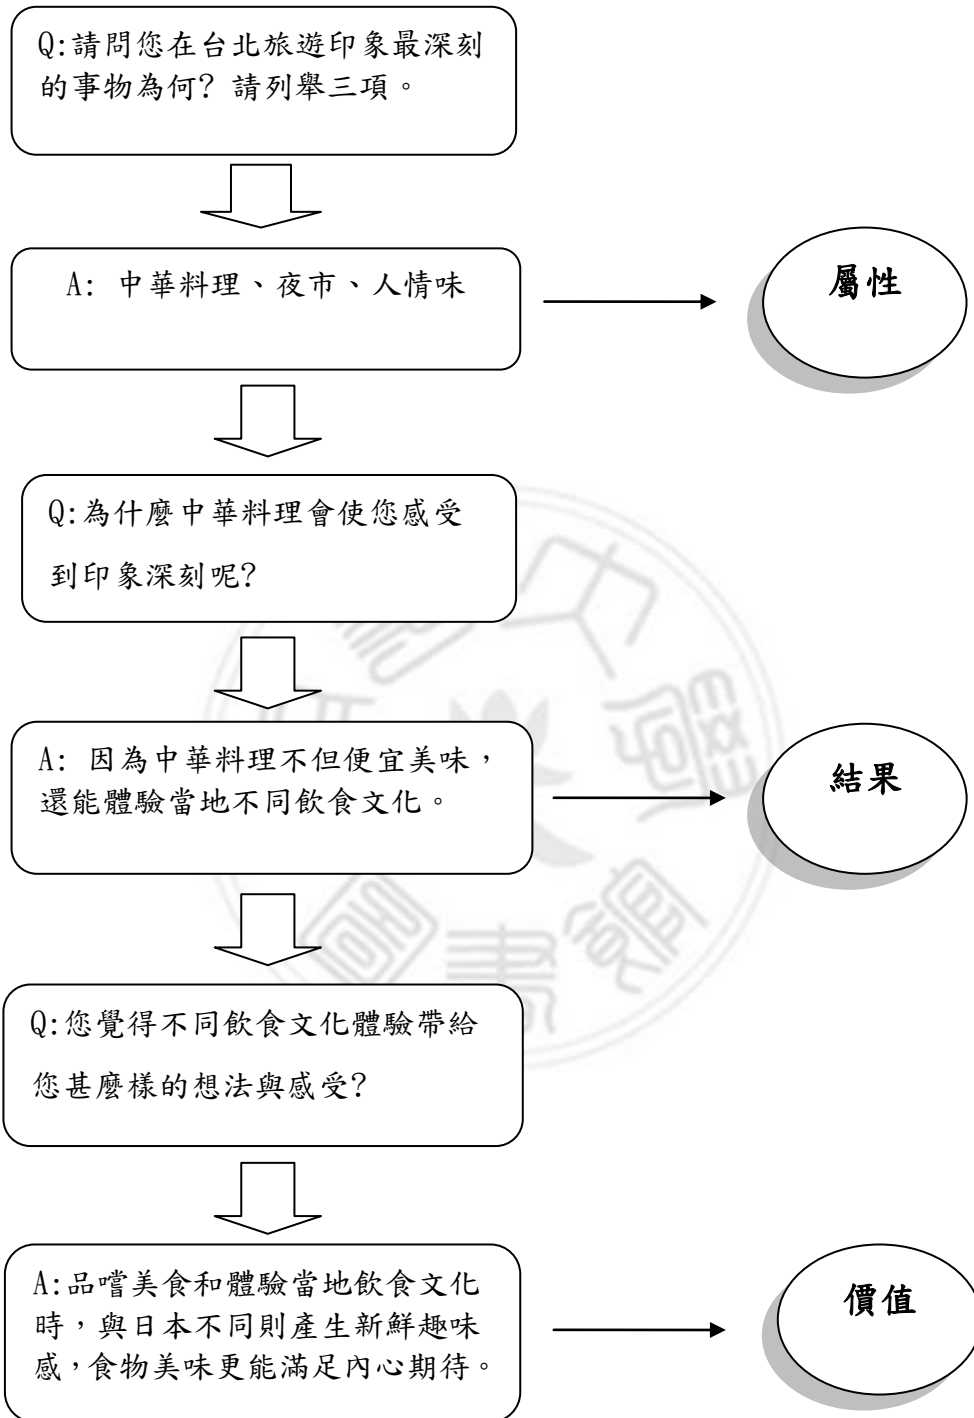 Q:請問您在台北旅遊印象最深刻
的事物為何? 請列舉三項。
A: 中華料理、夜市、人情味
屬性
Q:為什麼中華料理會使您感受
到印象深刻呢?
A: 因為中華料理不但便宜美味，
還能體驗當地不同飲食文化。
結果
Q:您覺得不同飲食文化體驗帶給
您甚麼樣的想法與感受?
A:品嚐美食和體驗當地飲食文化
時，與日本不同則產生新鮮趣味
感，食物美味更能滿足內心期待。
價值